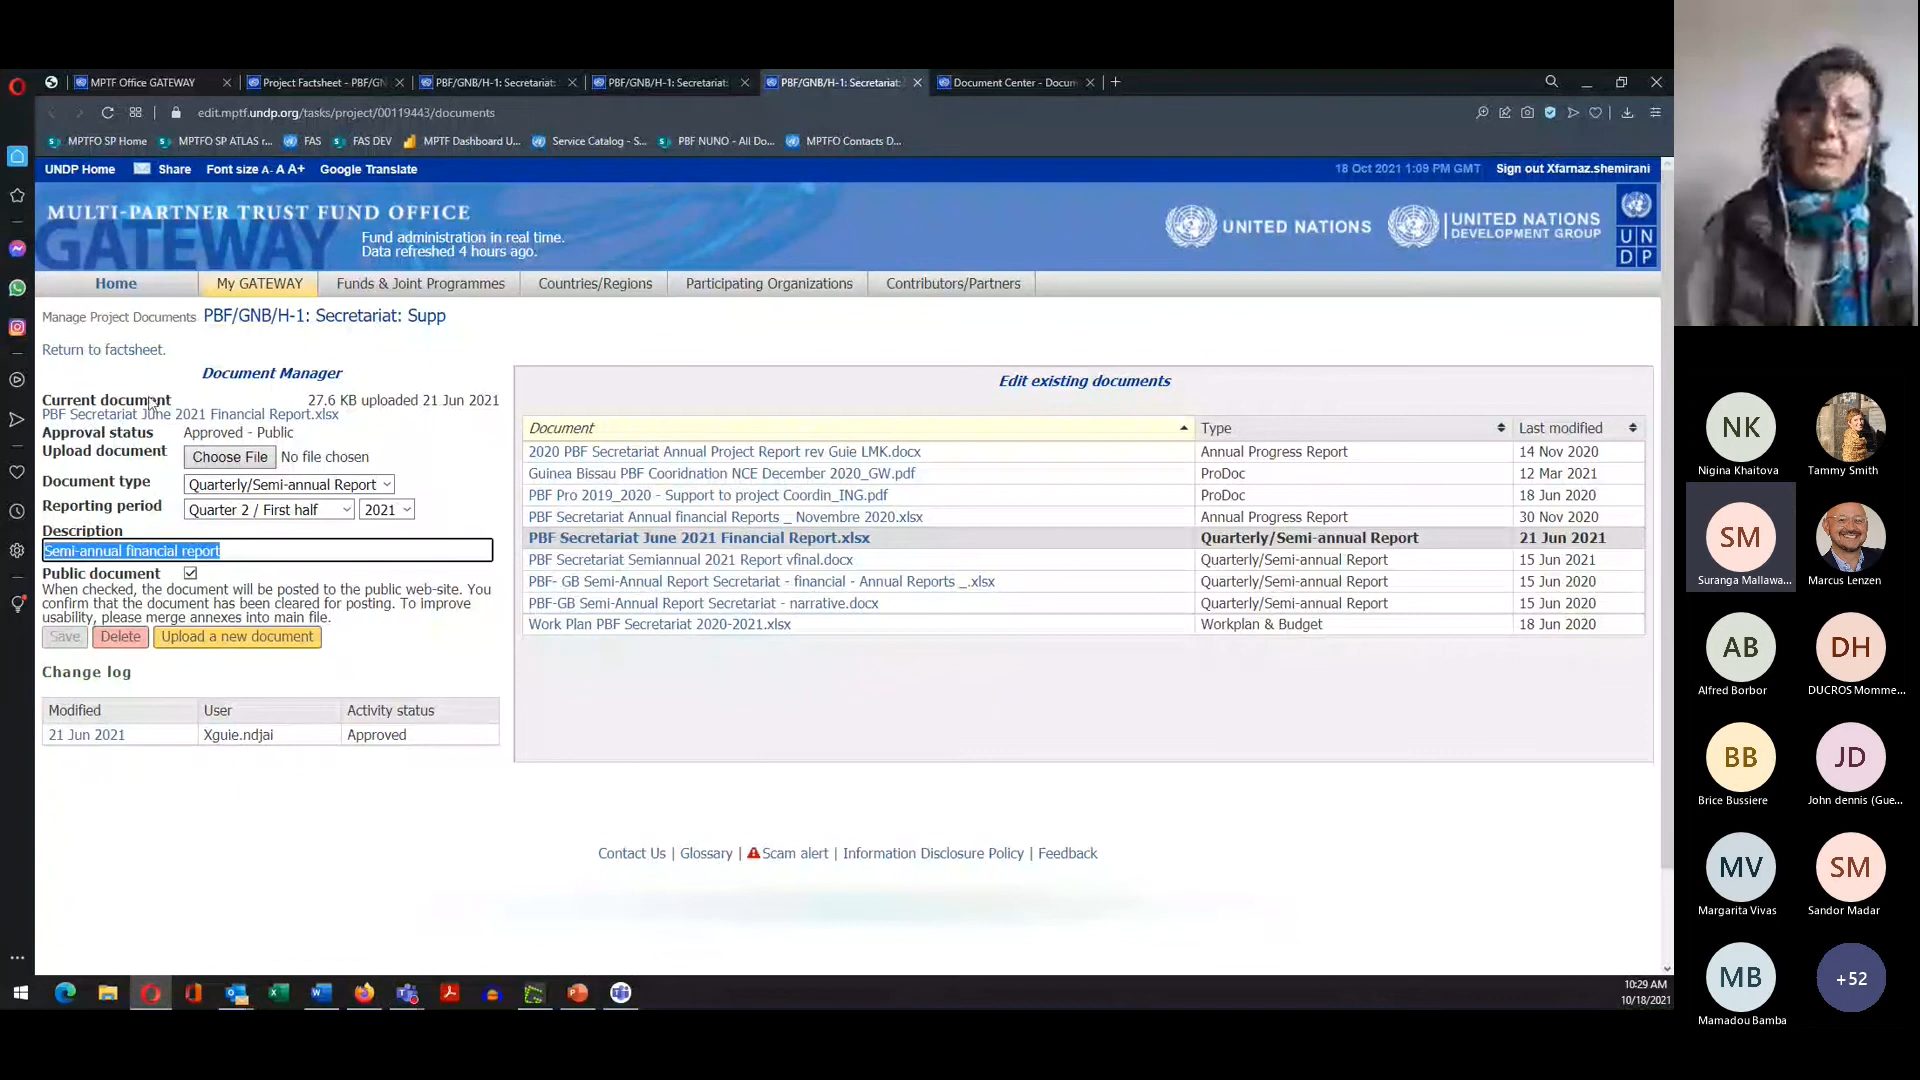 MPTF Office GATEWAY
Project Factsheet - PBF/GN
PBF/GNB/H-1: Secretariat:
PBF/GNB/H-1: Secretariat:
PBF/GNB/H-1: Secretariat:
Document Center - Docum
edit.mptf.undp.org/tasks/project/00119443/documents
MPTFO SP Home
MPTFO SP ATLAS r...
FAS
FAS DEV
MPTF Dashboard U...
Service Catalog - S...
PBF NUNO - All Do...
MPTFO Contacts D...
UNDP Home Share Font size A- A A+ Google Translate
18 Oct 2021 1:09 PM GMT Sign out Xfarnaz.shemirani
MULTI-PARTNER TRUST FUND OFFICE
GATEWAY
Fund administration in real time.
Data refreshed 4 hours ago.
UNITED NATIONS
UNITED NATIONS
DEVELOPMENT GROUP
U N
D P
Home My GATEWAY Funds & Joint Programmes Countries/Regions Participating Organizations Contributors/Partners
Manage Project Documents PBF/GNB/H-1: Secretariat: Supp
Return to factsheet.
Document Manager
Current document 27.6 KB uploaded 21 Jun 2021
PBF Secretariat June 2021 Financial Report.xlsx
Approval status Approved - Public
Upload document Choose File No file chosen
Document type Quarterly/Semi-annual Report
Reporting period Quarter 2 / First half 2021
Description
Semi-annual financial report
Public document
When checked, the document will be posted to the public web-site. You
confirm that the document has been cleared for posting. To improve
usability, please merge annexes into main file.
Save Delete Upload a new document
Change log
Modified User Activity status
21 Jun 2021 Xguie.ndjai Approved
Edit existing documents
Document Type Last modified
2020 PBF Secretariat Annual Project Report rev Guie LMK.docx Annual Progress Report 14 Nov 2020
Guinea Bissau PBF Cooridnation NCE December 2020_GW.pdf ProDoc 12 Mar 2021
PBF Pro 2019_2020 - Support to project Coordin_ING.pdf ProDoc 18 Jun 2020
PBF Secretariat Annual financial Reports _ Novembre 2020.xlsx Annual Progress Report 30 Nov 2020
PBF Secretariat June 2021 Financial Report.xlsx Quarterly/Semi-annual Report 21 Jun 2021
PBF Secretariat Semiannual 2021 Report vfinal.docx Quarterly/Semi-annual Report 15 Jun 2021
PBF- GB Semi-Annual Report Secretariat - financial - Annual Reports _.xlsx Quarterly/Semi-annual Report 15 Jun 2020
PBF-GB Semi-Annual Report Secretariat - narrative.docx Quarterly/Semi-annual Report 15 Jun 2020
Work Plan PBF Secretariat 2020-2021.xlsx Workplan & Budget 18 Jun 2020
Contact Us | Glossary | Scam alert | Information Disclosure Policy | Feedback
10:29 AM
10/18/2021
NK
Nigina Khaitova
Tammy Smith
SM
Suranga Mallawa...
Marcus Lenzen
AB
Alfred Borbor
DH
DUCROS Momme...
BB
Brice Bussiere
JD
John dennis (Gue...
MV
Margarita Vivas
SM
Sandor Madar
MB
Mamadou Bamba
+52